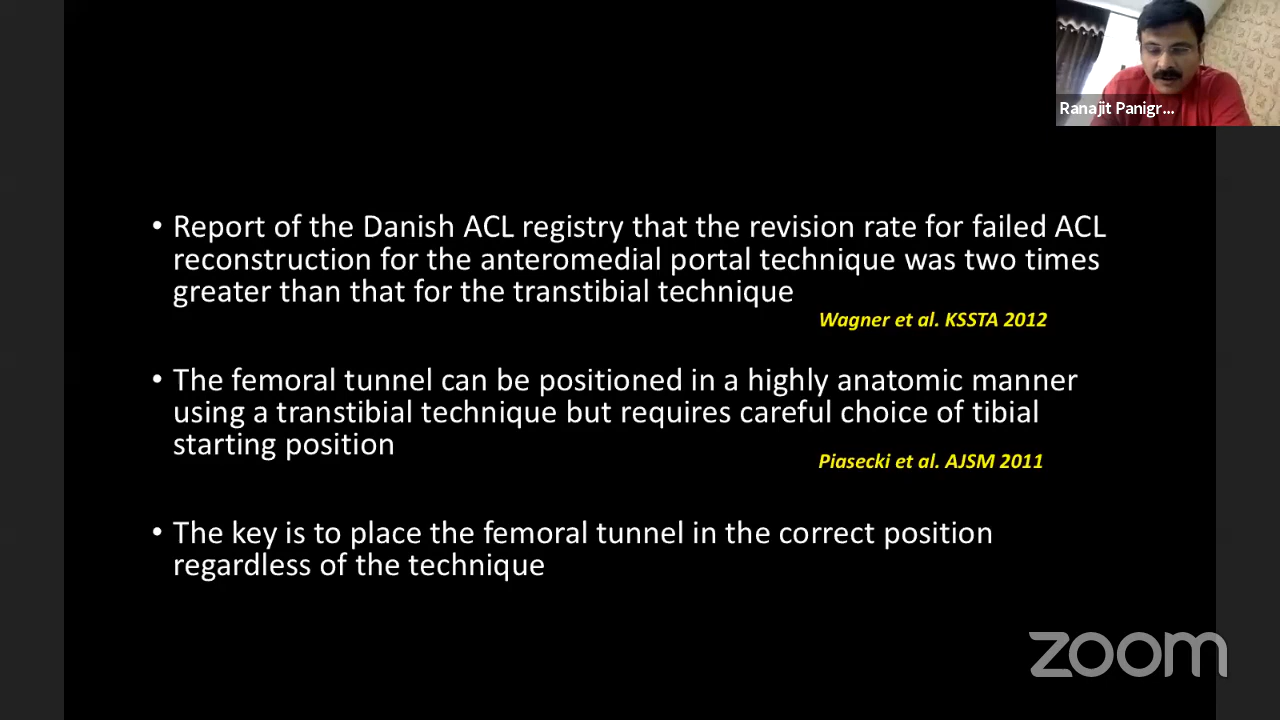 Ranajit Panigr...
• Report of the Danish ACL registry that the revision rate for failed ACL
reconstruction for the anteromedial portal technique was two times
greater than that for the transtibial technique
Wagner et al. KSSTA 2012
• The femoral tunnel can be positioned in a highly anatomic manner
using a transtibial technique but requires careful choice of tibial
starting position
Piasecki et al. AJSM 2011
• The key is to place the femoral tunnel in the correct position
regardless of the technique
zoom